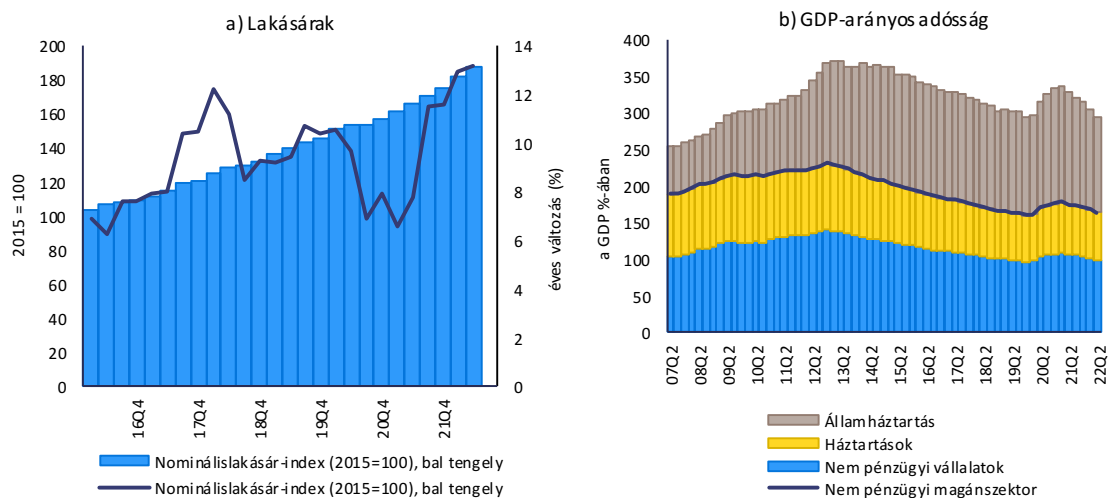 a) Lakásárak
200
180
160
140
120
100
80
60
40
20
0
2015 = 100
14
12
10
8
6
4
2
0
éves változás (%)
16Q4
17Q4
18Q4
19Q4
20Q4
21Q4
Nominálislakásár-index (2015=100), bal tengely
Nominálislakásár-index (2015=100), bal tengely
b) GDP-arányos adósság
400
350
300
250
200
150
100
50
0
a GDP %-ában
07Q2
08Q2
09Q2
10Q2
11Q2
12Q2
13Q2
14Q2
15Q2
16Q2
17Q2
18Q2
19Q2
20Q2
21Q2
22Q2
Államháztartás
Háztartások
Nem pénzügyi vállalatok
Nem pénzügyi magánszektor